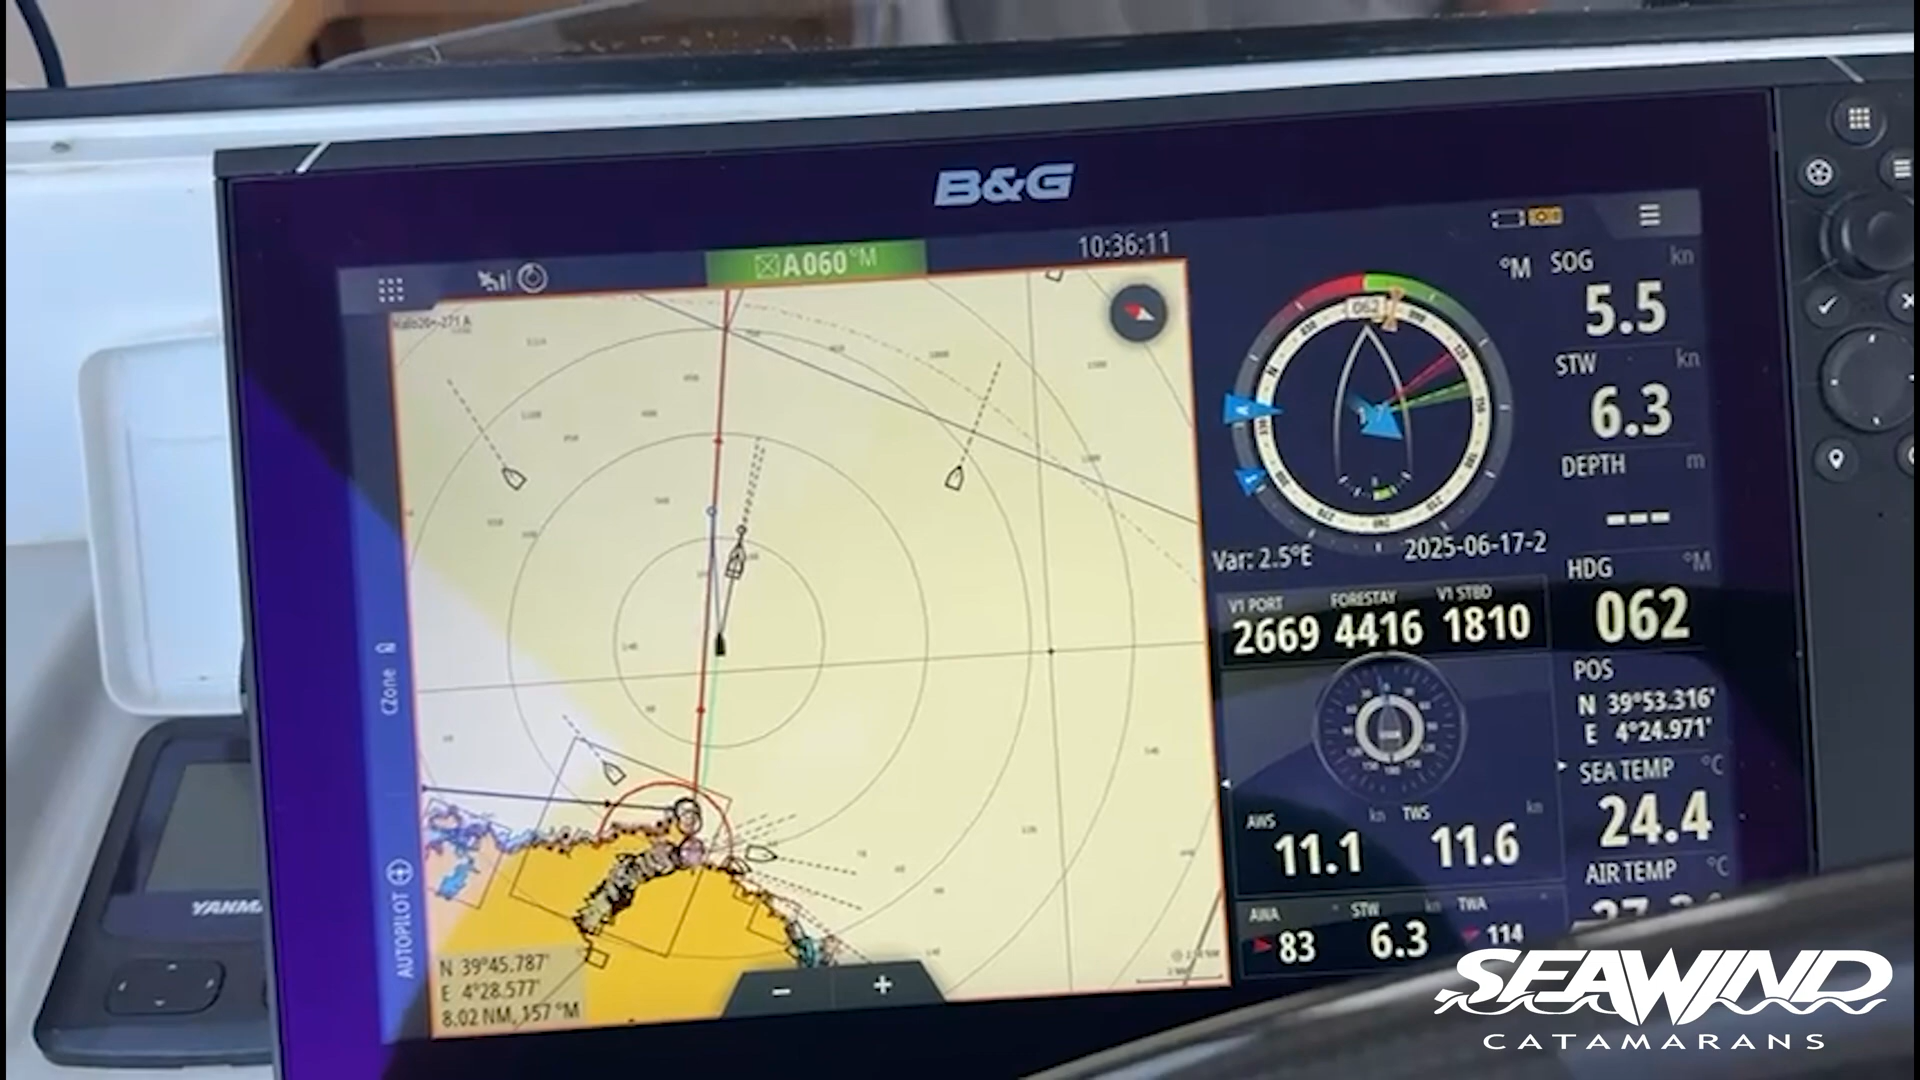 B&G
A060°M
10:36:11
°M
SOG kn
5.5
STW kn
6.3
DEPTH m
---
Var: 2.5°E
2025-06-17-2
HDG °M
062
V1 PORT FORESTAY V1 STBD
2669 4416 1810
POS
N 39°53.316'
E 4°24.971'
SEA TEMP °C
24.4
AWS kn TWS kn
11.1 11.6
AIR TEMP °C
AWA ° STW kn TWA °
83 6.3 114
CZone
AUTOPILOT
N 39°45.787'
E 4°28.577'
8.02 NM, 157 °M
- +
YANM
SEAWIND
CATAMARANS